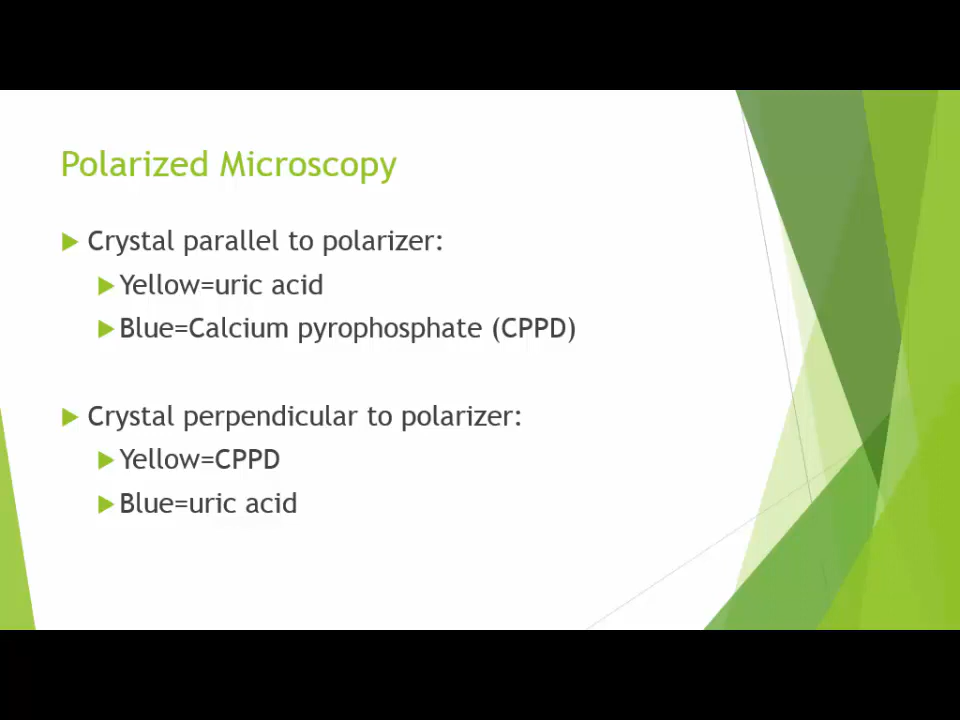 Polarized Microscopy
Crystal parallel to polarizer:
Yellow=uric acid
Blue=Calcium pyrophosphate (CPPD)
Crystal perpendicular to polarizer:
Yellow=CPPD
Blue=uric acid